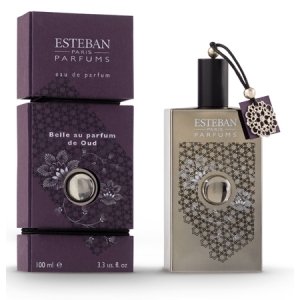 ESTEBAN
PARIS
PARFUMS
eau de parfum
Belle au parfum
de Oud
100 ml ℮ 3.3 us. fl. oz.
ESTEBAN
PARIS
PARFUMS